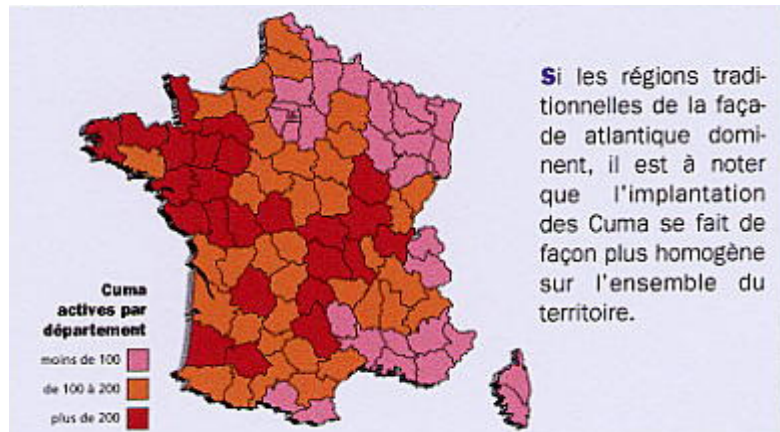 Si les régions tradi-
tionnelles de la faça-
de atlantique domi-
nent, il est à noter
que l'implantation
des Cuma se fait de
façon plus homogène
sur l'ensemble du
territoire.
Cuma
actives par
département
moins de 100
de 100 à 200
plus de 200